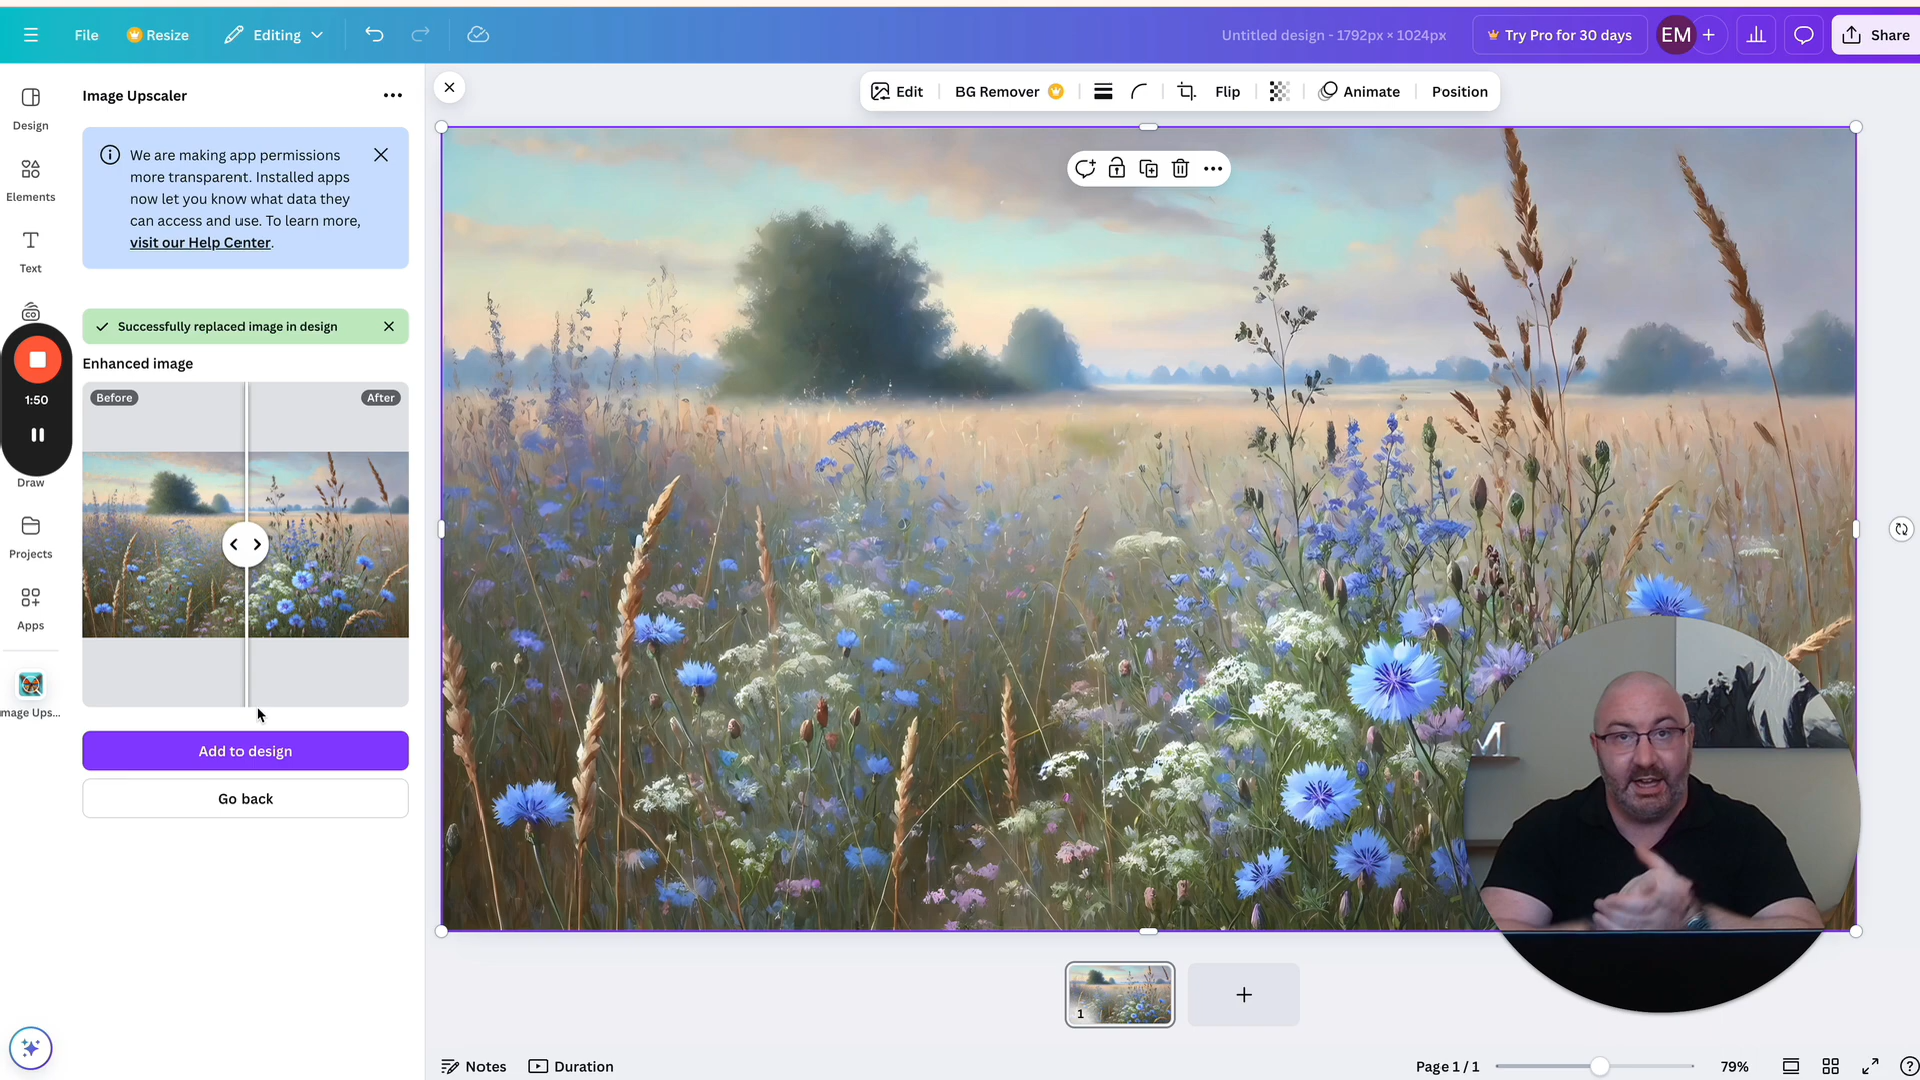 File
Resize
Editing
Untitled design - 1792px × 1024px
Try Pro for 30 days
EM
Share
Design
Elements
Text
Draw
Projects
Apps
mage Ups...
1:50
Image Upscaler
We are making app permissions
more transparent. Installed apps
now let you know what data they
can access and use. To learn more,
visit our Help Center.
Successfully replaced image in design
Enhanced image
Before
After
Add to design
Go back
Edit
BG Remover
Flip
Animate
Position
1
Notes
Duration
Page 1 / 1
79%